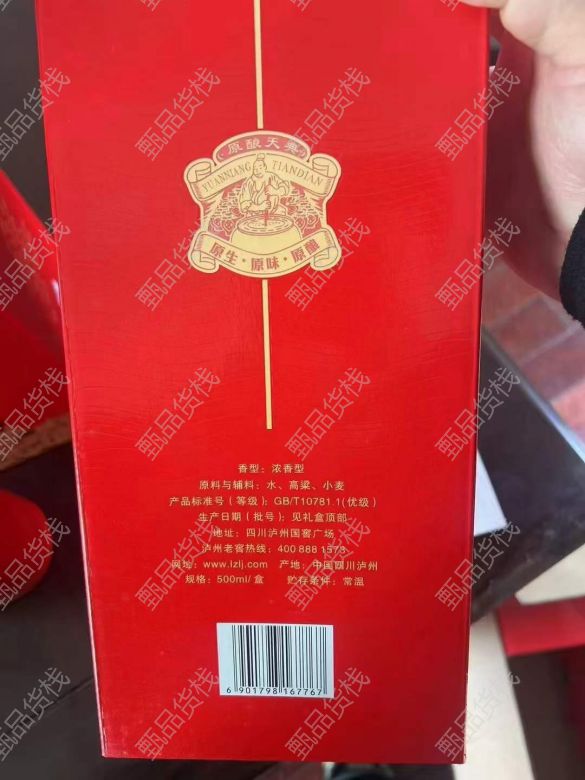 原酿天典
YUANNIANG TIANDIAN
原生·原味·原酿
香型：浓香型
原料与辅料：水、高粱、小麦
产品标准号（等级）：GB/T10781.1(优级)
生产日期（批号）：见礼盒顶部
地址：四川泸州国窖广场
泸州老窖热线：400 888 1573
网址：www.lzlj.com 产地：中国四川泸州
规格：500ml/盒 贮存条件：常温
6 901798 167767
甄品货栈